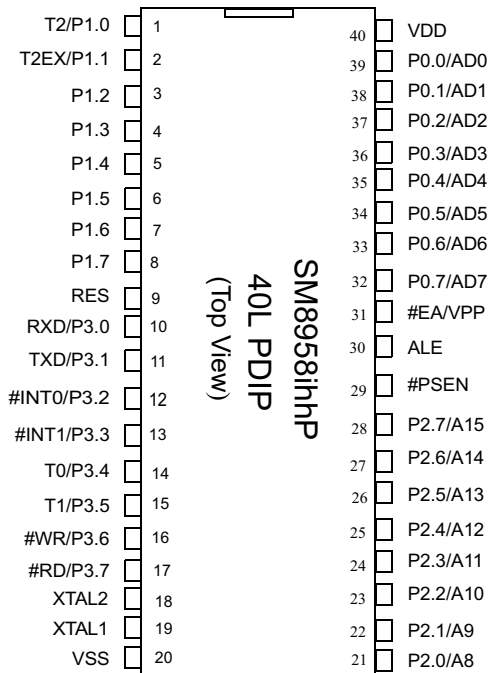 T2/P1.0 1
T2EX/P1.1 2
P1.2 3
P1.3 4
P1.4 5
P1.5 6
P1.6 7
P1.7 8
RES 9
RXD/P3.0 10
TXD/P3.1 11
#INT0/P3.2 12
#INT1/P3.3 13
T0/P3.4 14
T1/P3.5 15
#WR/P3.6 16
#RD/P3.7 17
XTAL2 18
XTAL1 19
VSS 20
SM8958ihhP
40L PDIP
(Top View)
40 VDD
39 P0.0/AD0
38 P0.1/AD1
37 P0.2/AD2
36 P0.3/AD3
35 P0.4/AD4
34 P0.5/AD5
33 P0.6/AD6
32 P0.7/AD7
31 #EA/VPP
30 ALE
29 #PSEN
28 P2.7/A15
27 P2.6/A14
26 P2.5/A13
25 P2.4/A12
24 P2.3/A11
23 P2.2/A10
22 P2.1/A9
21 P2.0/A8